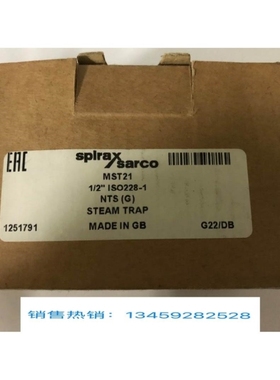 EAC
spirax sarco
MST21
1/2" ISO228-1
NTS (G)
STEAM TRAP
1251791
MADE IN GB
G22/DB
销售热销：13459282528